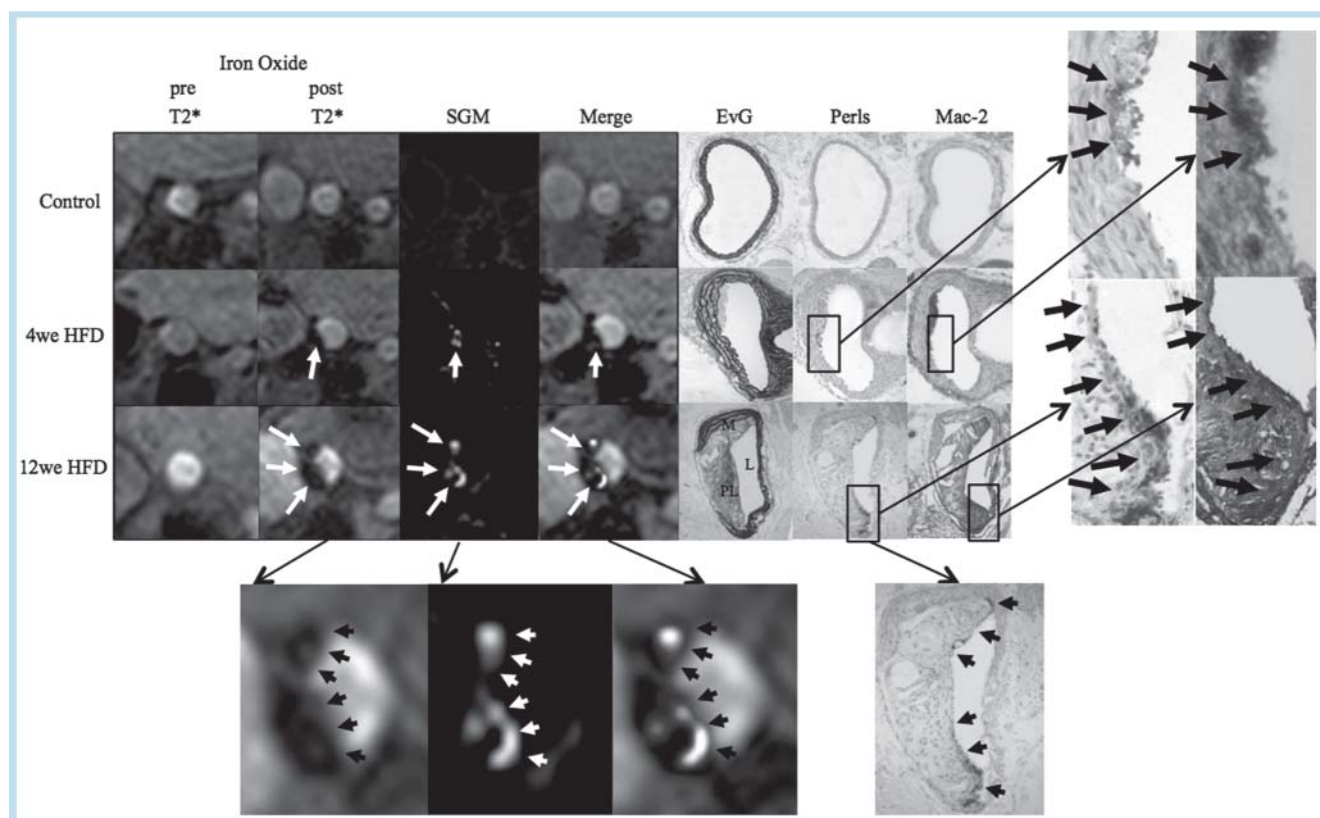 Iron Oxide
pre post
T2* T2* SGM Merge EvG Perls Mac-2
Control
4we HFD
12we HFD
M
L
PL